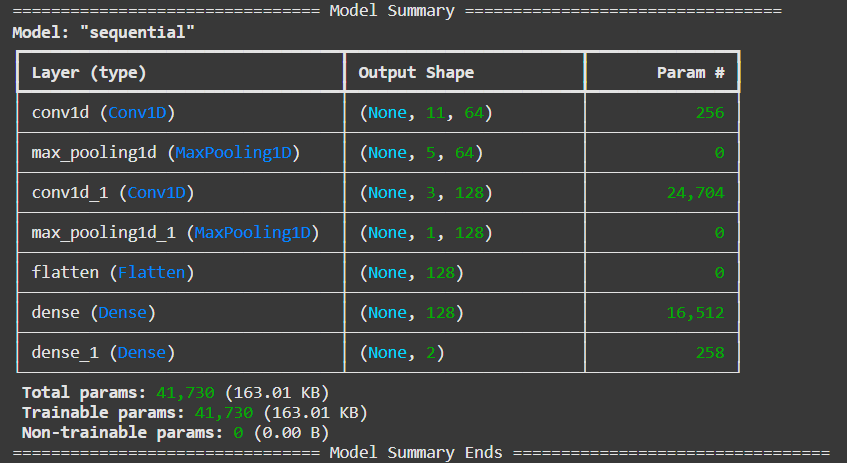 ================================ Model Summary =================================
Model: "sequential"
Layer (type) Output Shape Param #
conv1d (Conv1D) (None, 11, 64) 256
max_pooling1d (MaxPooling1D) (None, 5, 64) 0
conv1d_1 (Conv1D) (None, 3, 128) 24,704
max_pooling1d_1 (MaxPooling1D) (None, 1, 128) 0
flatten (Flatten) (None, 128) 0
dense (Dense) (None, 128) 16,512
dense_1 (Dense) (None, 2) 258
Total params: 41,730 (163.01 KB)
Trainable params: 41,730 (163.01 KB)
Non-trainable params: 0 (0.00 B)
================================ Model Summary Ends =================================